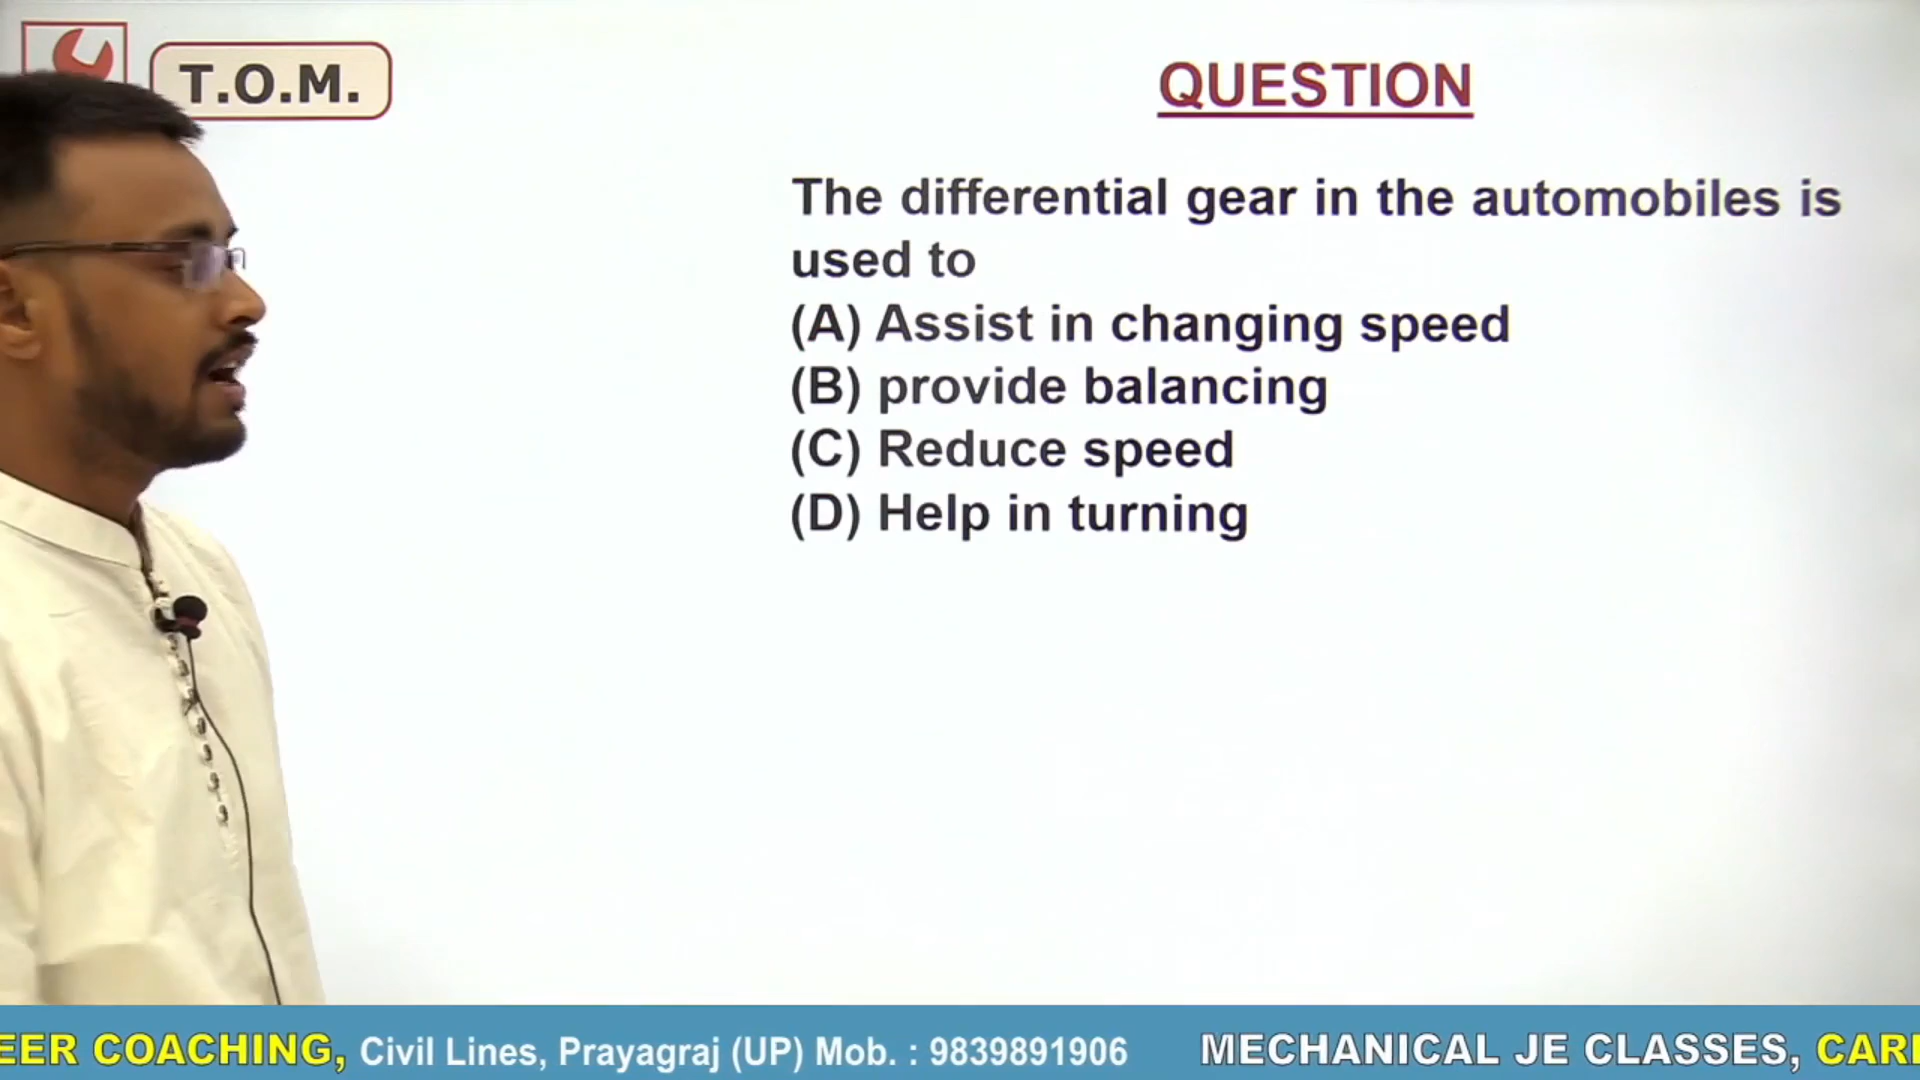 T.O.M.
QUESTION
The differential gear in the automobiles is
used to
(A) Assist in changing speed
(B) provide balancing
(C) Reduce speed
(D) Help in turning
EER COACHING, Civil Lines, Prayagraj (UP) Mob. : 9839891906 MECHANICAL JE CLASSES, CARE